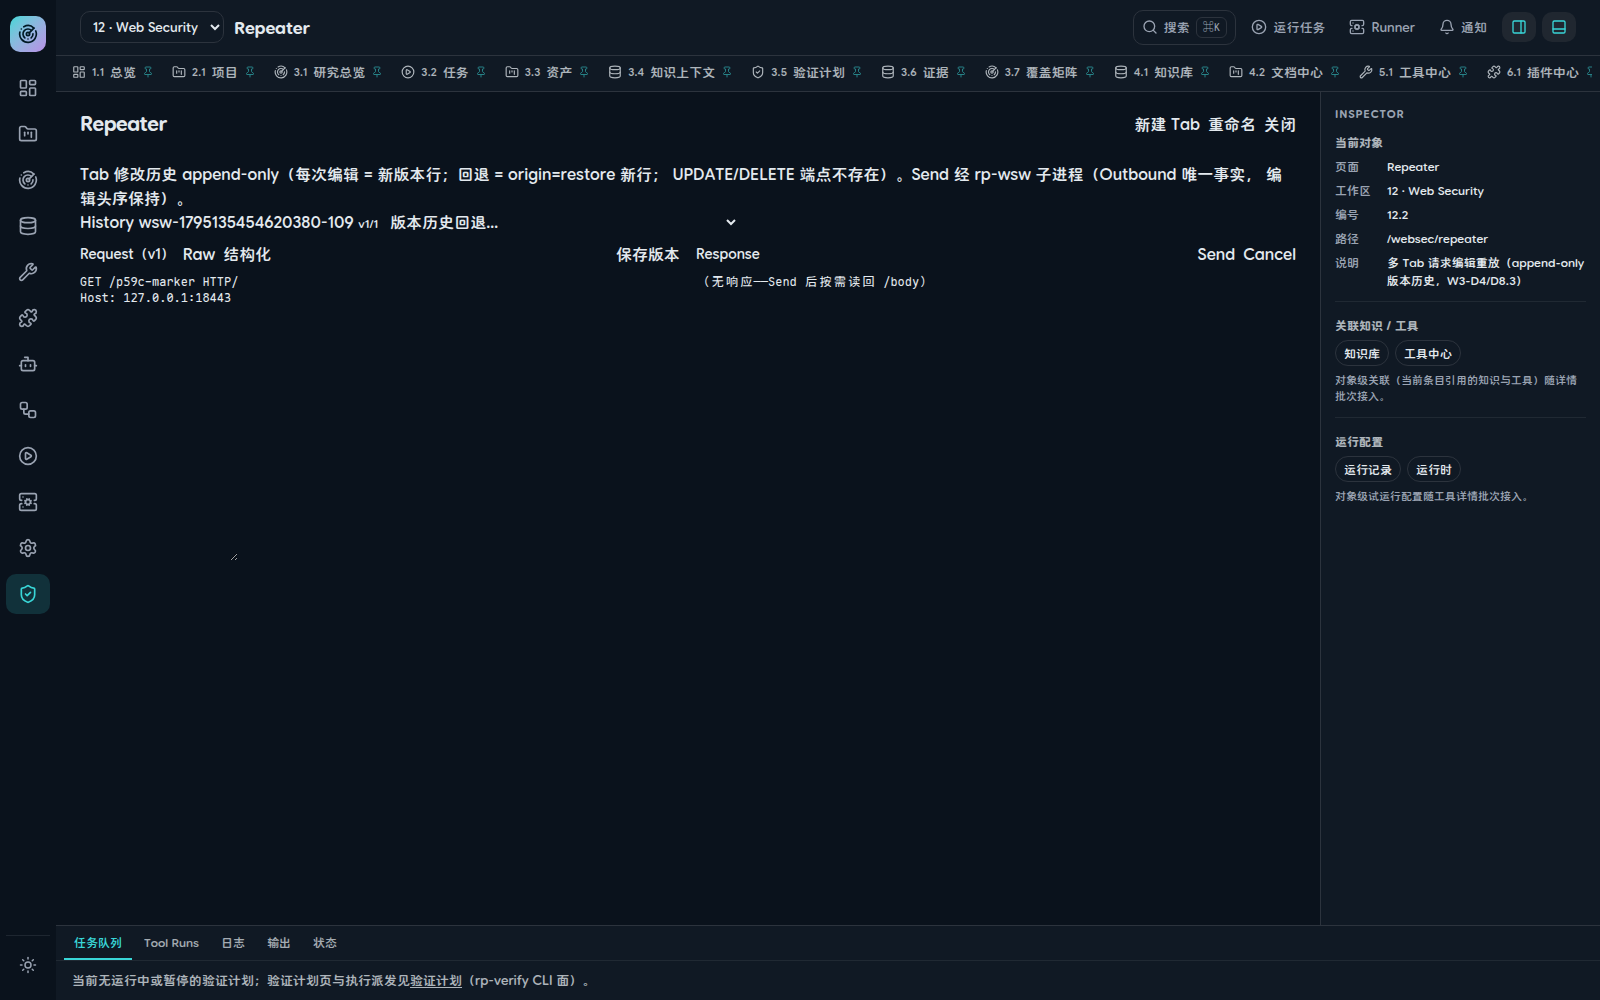 12 · Web Security
Repeater
搜索 ⌘K
运行任务
Runner
通知
1.1 总览
2.1 项目
3.1 研究总览
3.2 任务
3.3 资产
3.4 知识上下文
3.5 验证计划
3.6 证据
3.7 覆盖矩阵
4.1 知识库
4.2 文档中心
5.1 工具中心
6.1 插件中心
Repeater
新建 Tab 重命名 关闭
Tab 修改历史 append-only（每次编辑 = 新版本行；回退 = origin=restore 新行； UPDATE/DELETE 端点不存在）。Send 经 rp-wsw 子进程（Outbound 唯一事实， 编
辑头序保持）。
History wsw-1795135454620380-109 v1/1 版本历史回退...
Request（v1） Raw 结构化 保存版本
Response Send Cancel
GET /p59c-marker HTTP/
Host: 127.0.0.1:18443
（无响应——Send 后按需读回 /body）
INSPECTOR
当前对象
页面 Repeater
工作区 12 · Web Security
编号 12.2
路径 /websec/repeater
说明 多 Tab 请求编辑重放（append-only
版本历史，W3-D4/D8.3）
关联知识 / 工具
知识库 工具中心
对象级关联（当前条目引用的知识与工具）随详情
批次接入。
运行配置
运行记录 运行时
对象级试运行配置随工具详情批次接入。
任务队列 Tool Runs 日志 输出 状态
当前无运行中或暂停的验证计划；验证计划页与执行派发见验证计划（rp-verify CLI 面）。